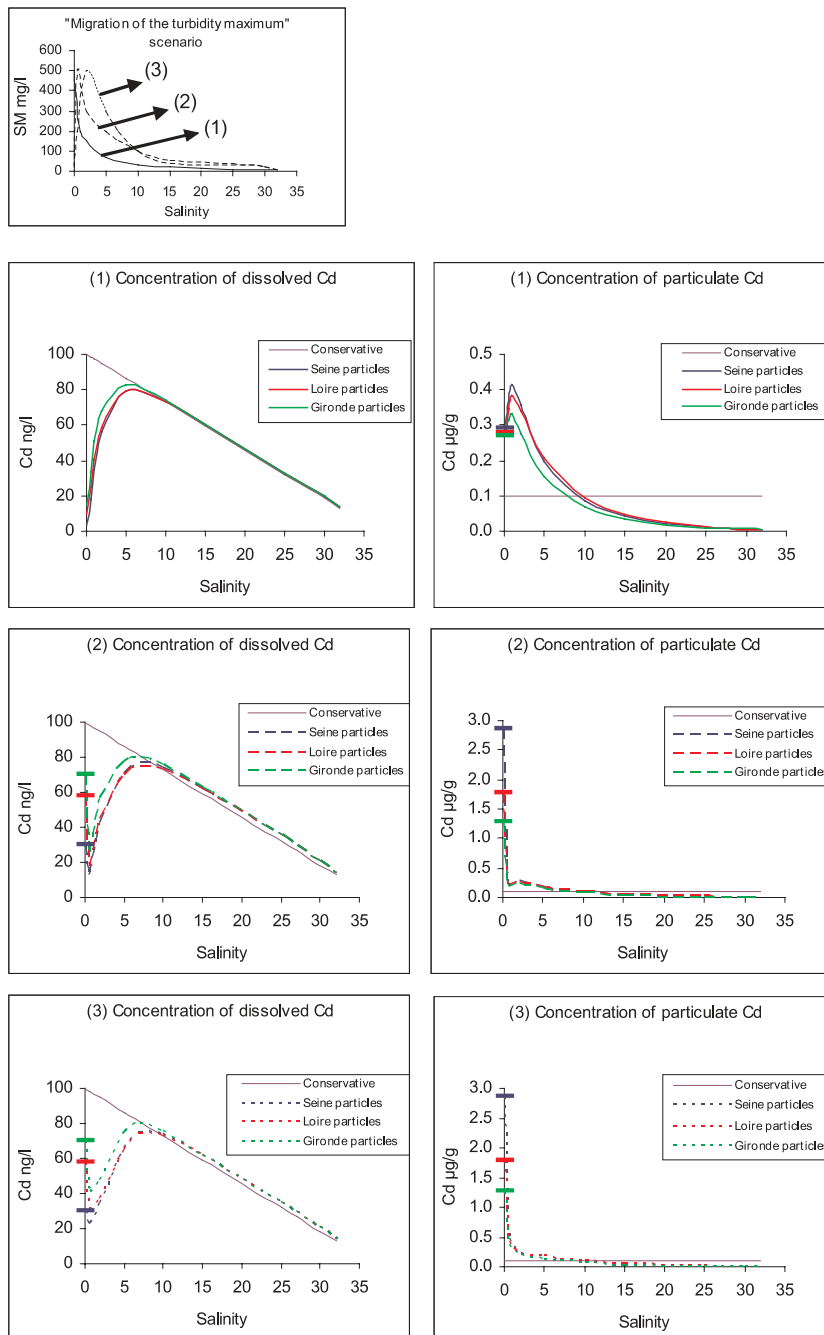 "Migration of the turbidity maximum"
scenario
600
500
400
300
200
100
0
SM mg/l
(3)
(2)
(1)
0 5 10 15 20 25 30 35
Salinity
(1) Concentration of dissolved Cd
100
80
60
40
20
0
Cd ng/l
Conservative
Seine particles
Loire particles
Gironde particles
0 5 10 15 20 25 30 35
Salinity
(1) Concentration of particulate Cd
0.5
0.4
0.3
0.2
0.1
0.0
Cd µg/g
Conservative
Seine particles
Loire particles
Gironde particles
0 5 10 15 20 25 30 35
Salinity
(2) Concentration of dissolved Cd
100
80
60
40
20
0
Cd ng/l
Conservative
Seine particles
Loire particles
Gironde particles
0 5 10 15 20 25 30 35
Salinity
(2) Concentration of particulate Cd
3.0
2.5
2.0
1.5
1.0
0.5
0.0
Cd µg/g
Conservative
Seine particles
Loire particles
Gironde particles
0 5 10 15 20 25 30 35
Salinity
(3) Concentration of dissolved Cd
100
80
60
40
20
0
Cd ng/l
Conservative
Seine particles
Loire particles
Gironde particles
0 5 10 15 20 25 30 35
Salinity
(3) Concentration of particulate Cd
3.0
2.5
2.0
1.5
1.0
0.5
0.0
Cd µg/g
Conservative
Seine particles
Loire particles
Gironde particles
0 5 10 15 20 25 30 35
Salinity